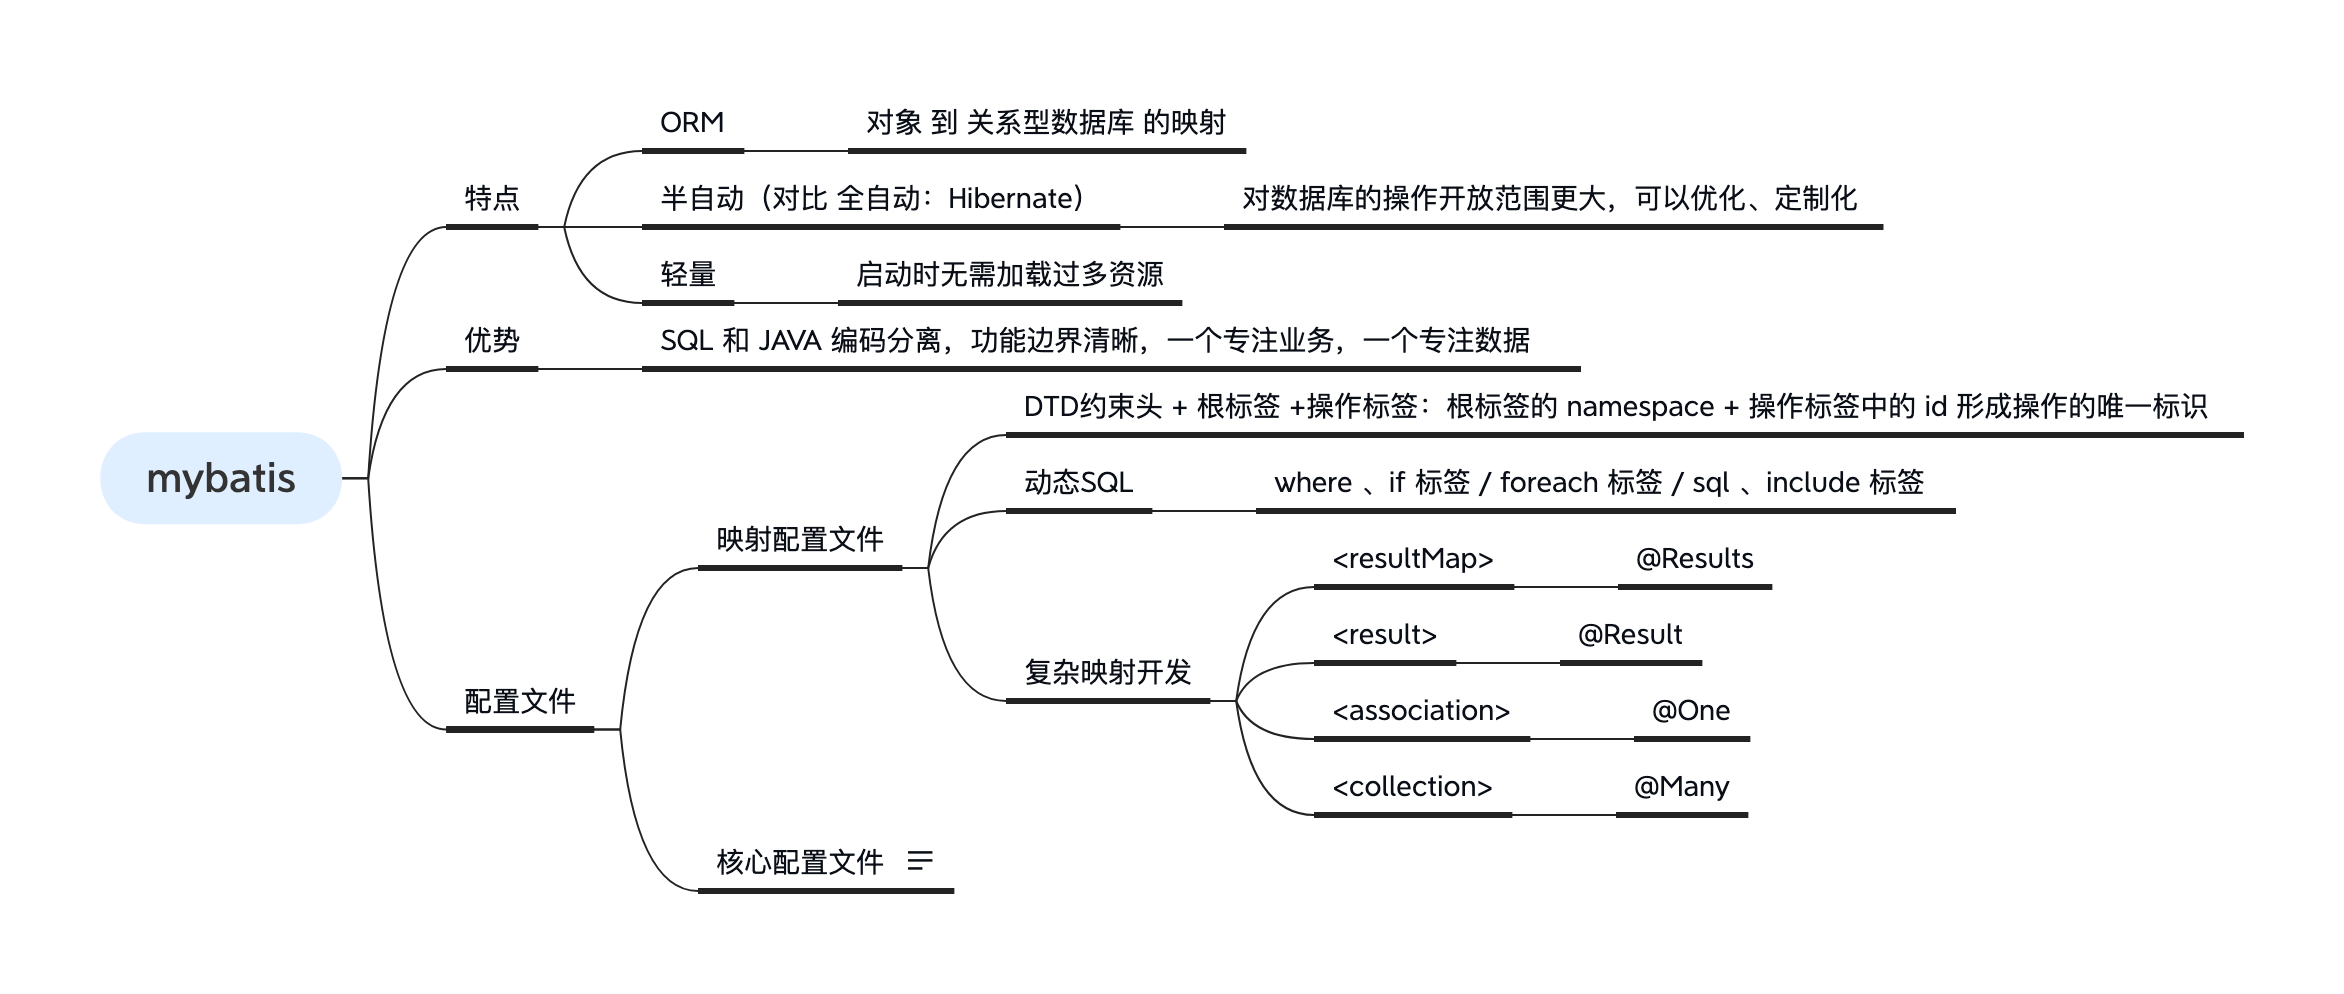 mybatis
特点
ORM
对象 到 关系型数据库 的映射
半自动（对比 全自动：Hibernate）
对数据库的操作开放范围更大，可以优化、定制化
轻量
启动时无需加载过多资源
优势
SQL 和 JAVA 编码分离，功能边界清晰，一个专注业务，一个专注数据
配置文件
映射配置文件
DTD约束头 + 根标签 +操作标签：根标签的 namespace + 操作标签中的 id 形成操作的唯一标识
动态SQL
where 、if 标签 / foreach 标签 / sql 、include 标签
复杂映射开发
<resultMap>
@Results
<result>
@Result
<association>
@One
<collection>
@Many
核心配置文件